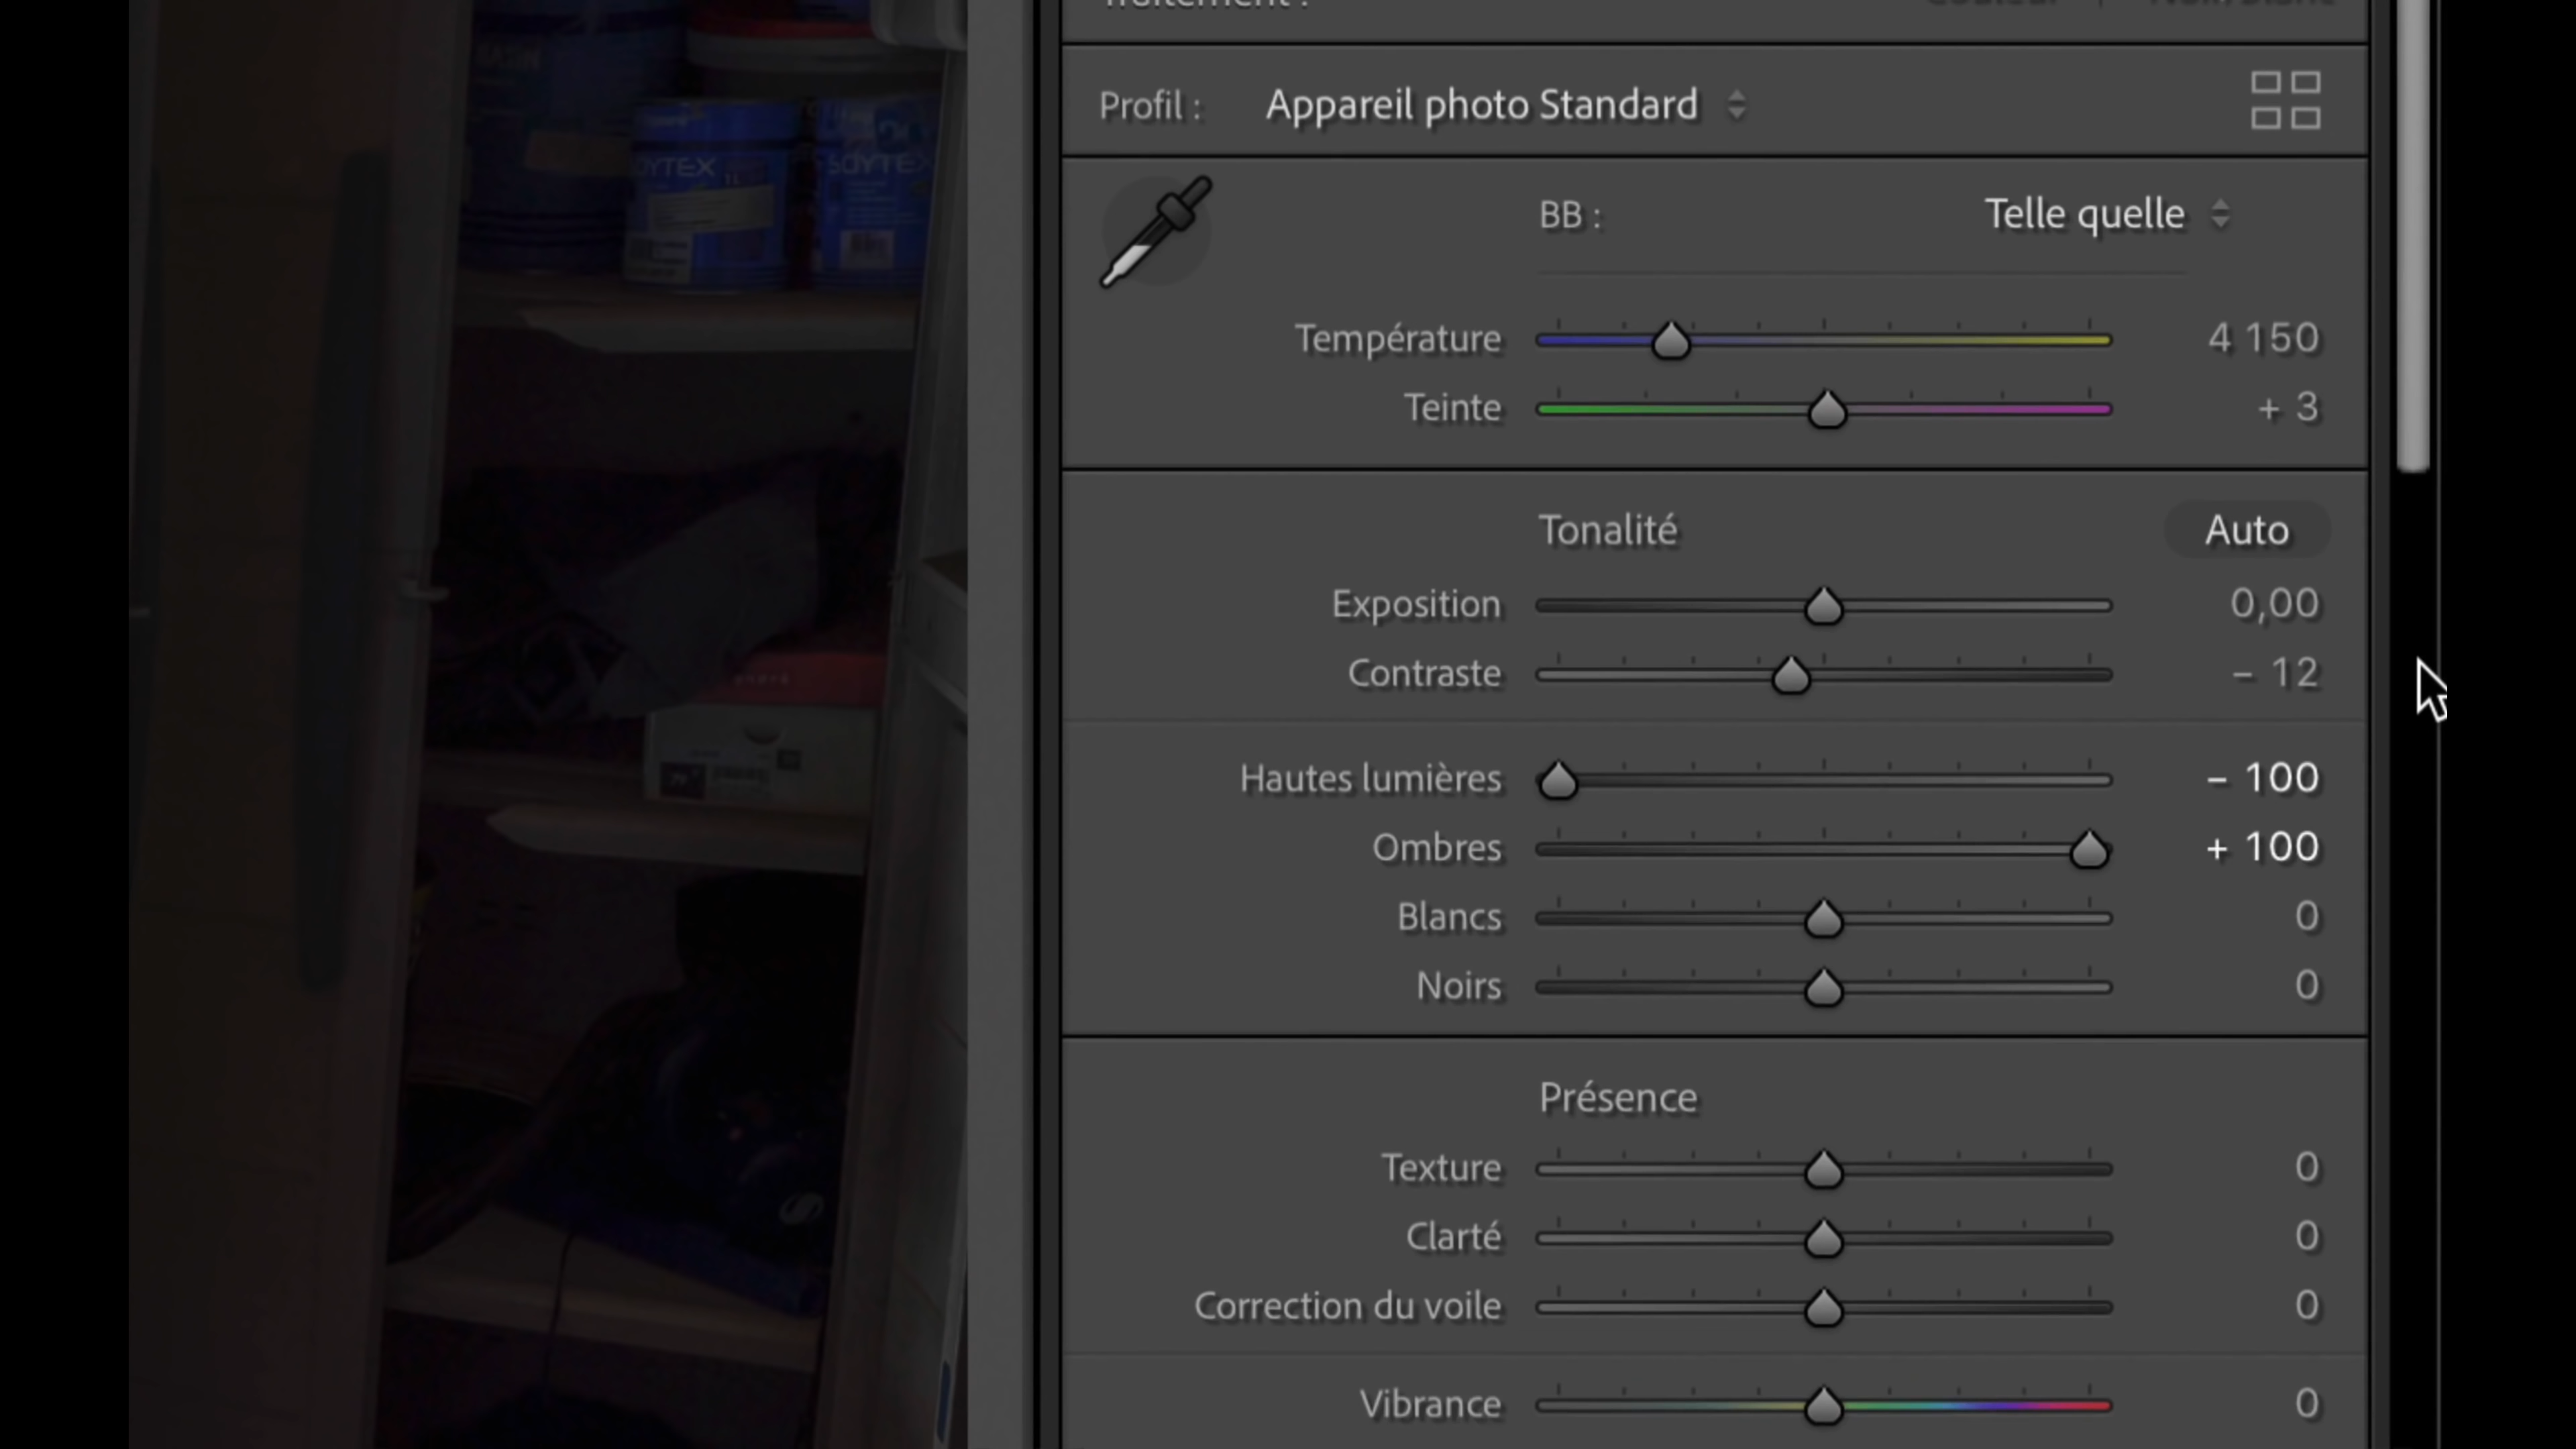 Traitement :
Profil : Appareil photo Standard
BB : Telle quelle
Température 4 150
Teinte + 3
Tonalité Auto
Exposition 0,00
Contraste – 12
Hautes lumières – 100
Ombres + 100
Blancs 0
Noirs 0
Présence
Texture 0
Clarté 0
Correction du voile 0
Vibrance 0
SOYTEX